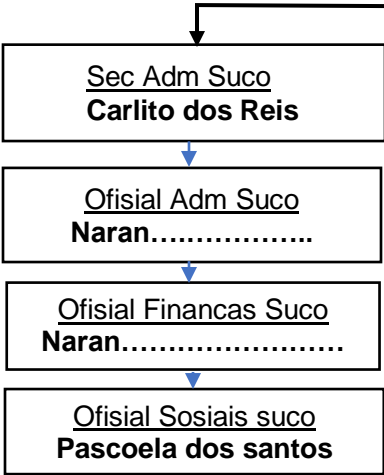 Sec Adm Suco
Carlito dos Reis
Ofisial Adm Suco
Naran….…………..
Ofisial Financas Suco
Naran……………………
Ofisial Sosiais suco
Pascoela dos santos